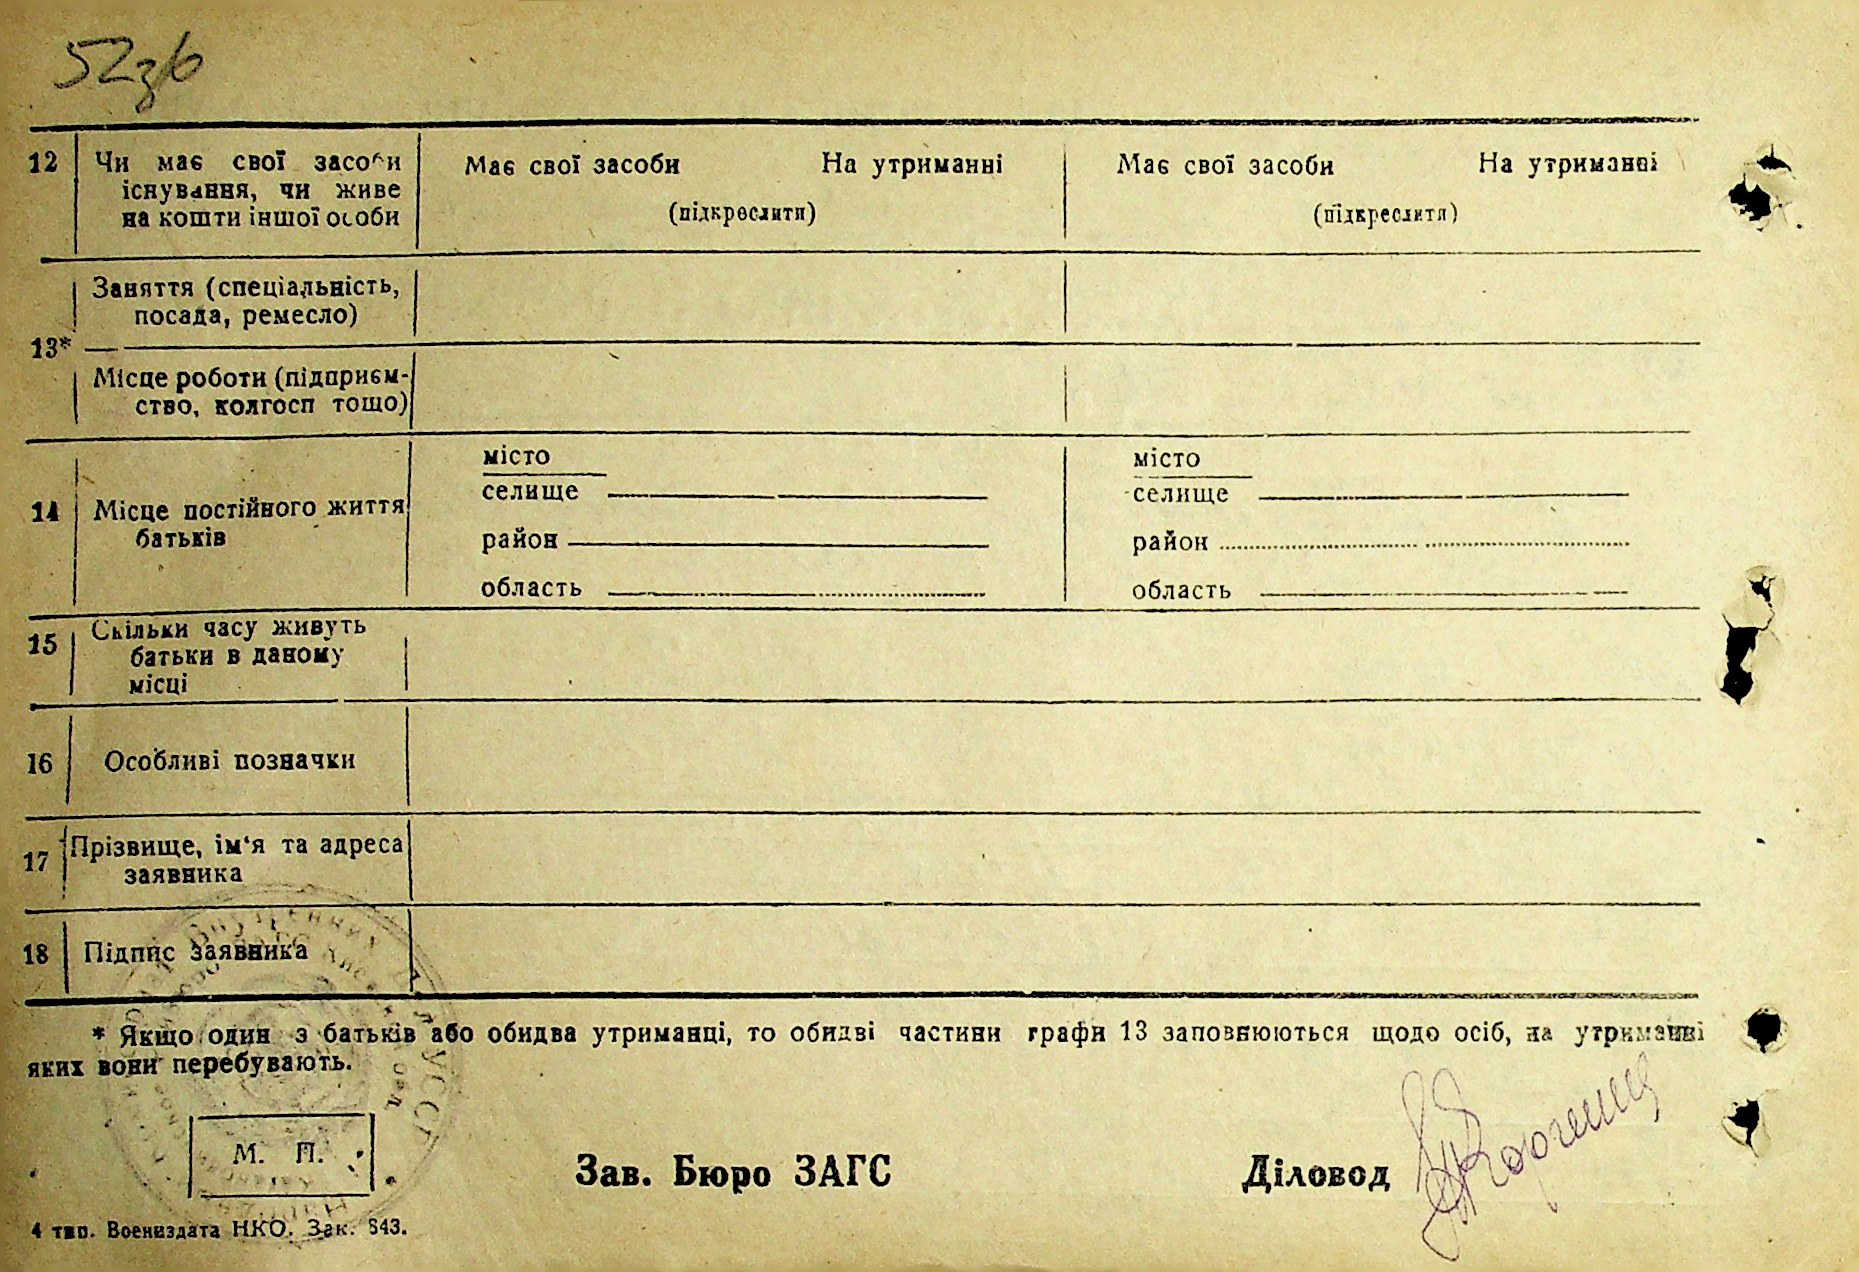 52зб
12 Чи має свої засоби Має свої засоби На утриманні Має свої засоби На утриманні
існування, чи живе
на кошти іншої особи (підкреслити) (підкреслити)
Заняття (спеціальність,
посада, ремесло)
13*
Місце роботи (підприєм-
ство, колгосп тощо)
місто місто
селище селище
14 Місце постійного життя
батьків район район
область область
15 Скільки часу живуть
батьки в даному
місці
16 Особливі позначки
17 Прізвище, ім‘я та адреса
заявника
18 Підпис заявника
* Якщо один з батьків або обидва утриманці, то обидві частини графи 13 заповнюються щодо осіб, на утриманні
яких вони перебувають.
М. П.
Зав. Бюро ЗАГС Діловод
4 тип. Воениздата НКО. Зак. 843.